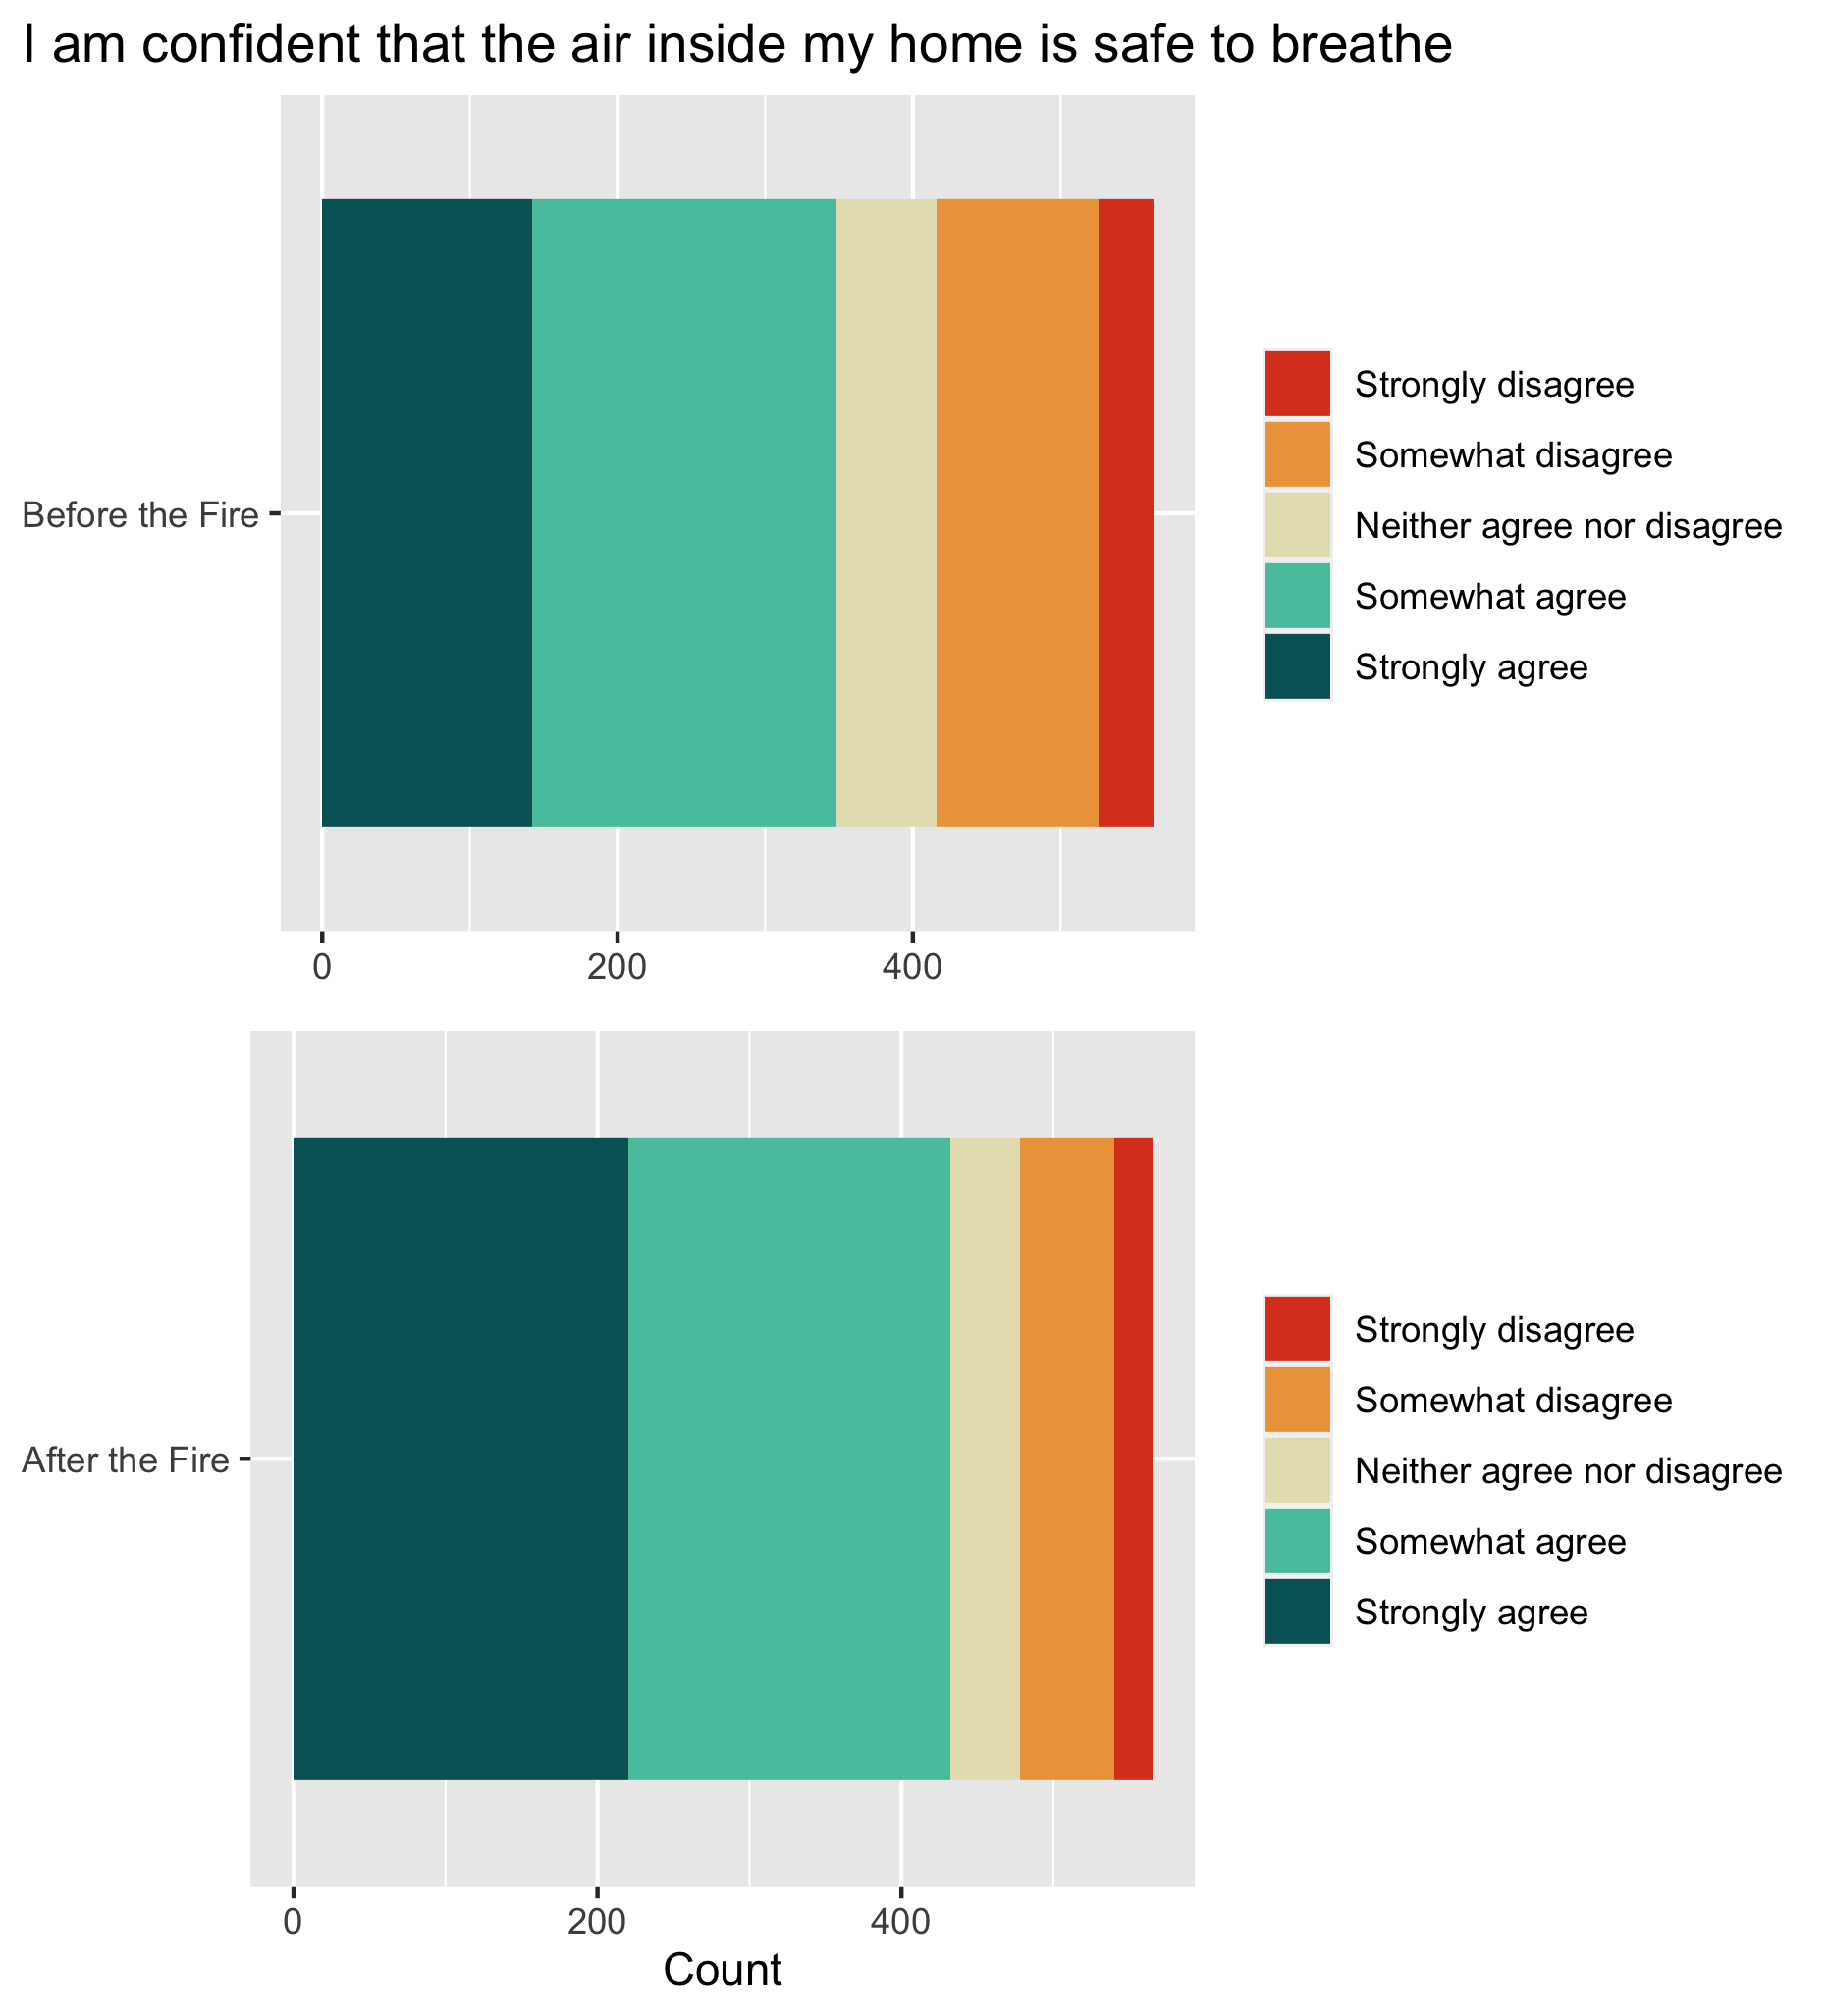 I am confident that the air inside my home is safe to breathe
Before the Fire
0 200 400
Strongly disagree
Somewhat disagree
Neither agree nor disagree
Somewhat agree
Strongly agree
After the Fire
0 200 400
Count
Strongly disagree
Somewhat disagree
Neither agree nor disagree
Somewhat agree
Strongly agree